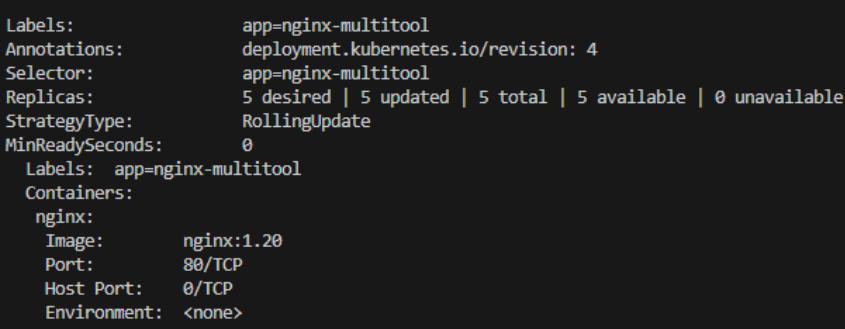 Labels:                 app=nginx-multitool
Annotations:            deployment.kubernetes.io/revision: 4
Selector:               app=nginx-multitool
Replicas:               5 desired | 5 updated | 5 total | 5 available | 0 unavailable
StrategyType:           RollingUpdate
MinReadySeconds:        0
  Labels:  app=nginx-multitool
  Containers:
   nginx:
    Image:        nginx:1.20
    Port:         80/TCP
    Host Port:    0/TCP
    Environment:  <none>